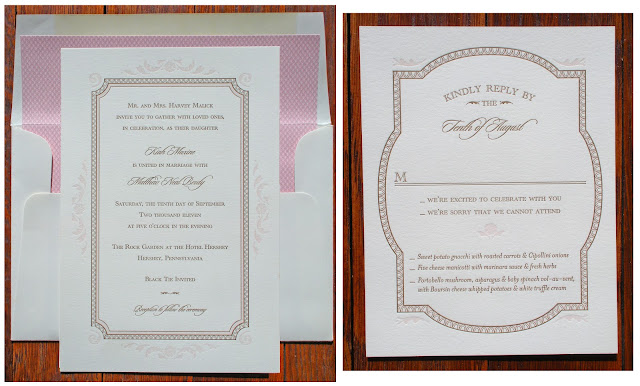 Mr. and Mrs. Harvey Malick
invite you to gather with loved ones,
in celebration, as their daughter
Kiah Maxine
is united in marriage with
Matthew Neal Brody
Saturday, the tenth day of September
Two thousand eleven
at five o'clock in the evening
The Rock Garden at the Hotel Hershey
Hershey, Pennsylvania
Black Tie Invited
Reception to follow the ceremony
KINDLY REPLY BY
THE
Tenth of August
M
WE'RE EXCITED TO CELEBRATE WITH YOU
WE'RE SORRY THAT WE CANNOT ATTEND
Sweet potato gnocchi with roasted carrots & Cipollini onions
Five cheese manicotti with marinara sauce & fresh herbs
Portobello mushroom, asparagus & baby spinach vol-au-vent,
with Boursin cheese whipped potatoes & white truffle cream